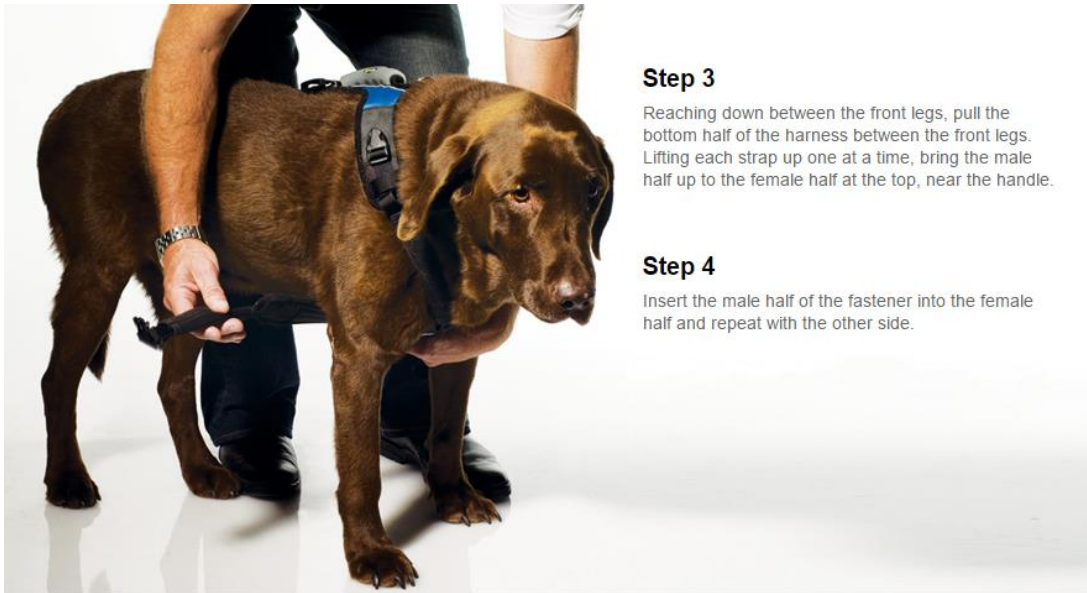 Step 3
Reaching down between the front legs, pull the
bottom half of the harness between the front legs.
Lifting each strap up one at a time, bring the male
half up to the female half at the top, near the handle.
Step 4
Insert the male half of the fastener into the female
half and repeat with the other side.